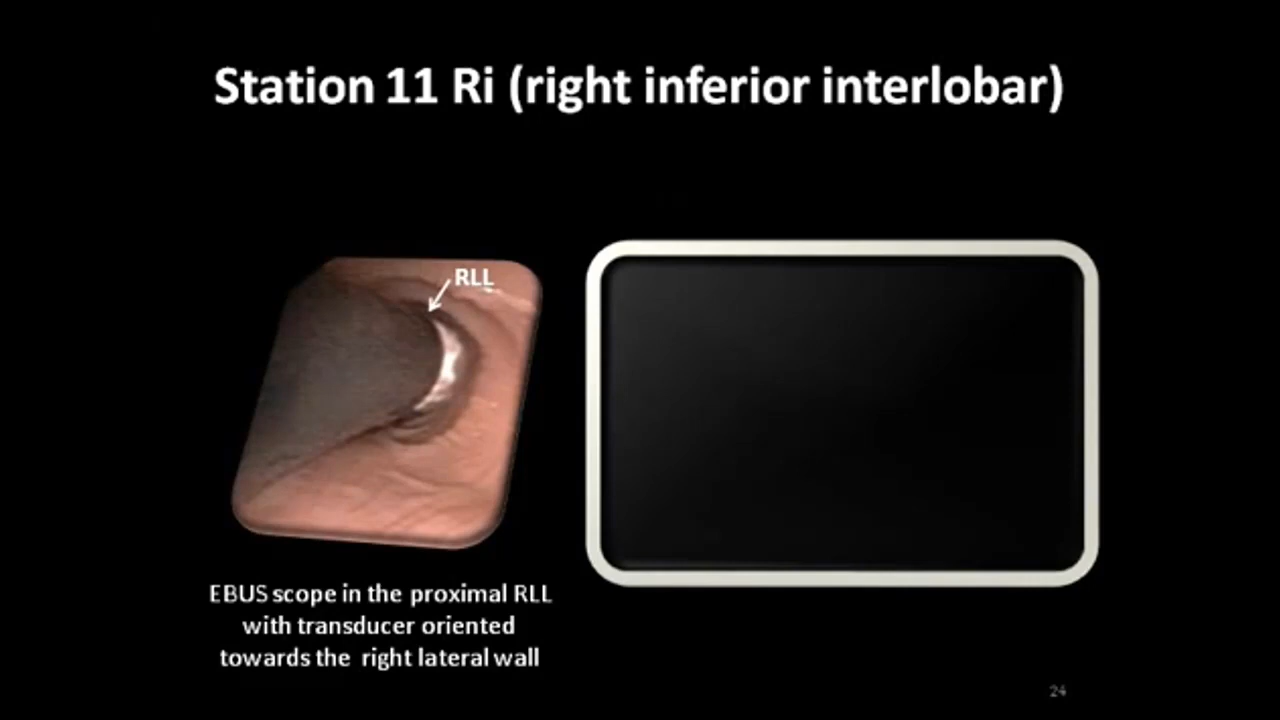 Station 11 Ri (right inferior interlobar)
RLL
EBUS scope in the proximal RLL
with transducer oriented
towards the right lateral wall
24